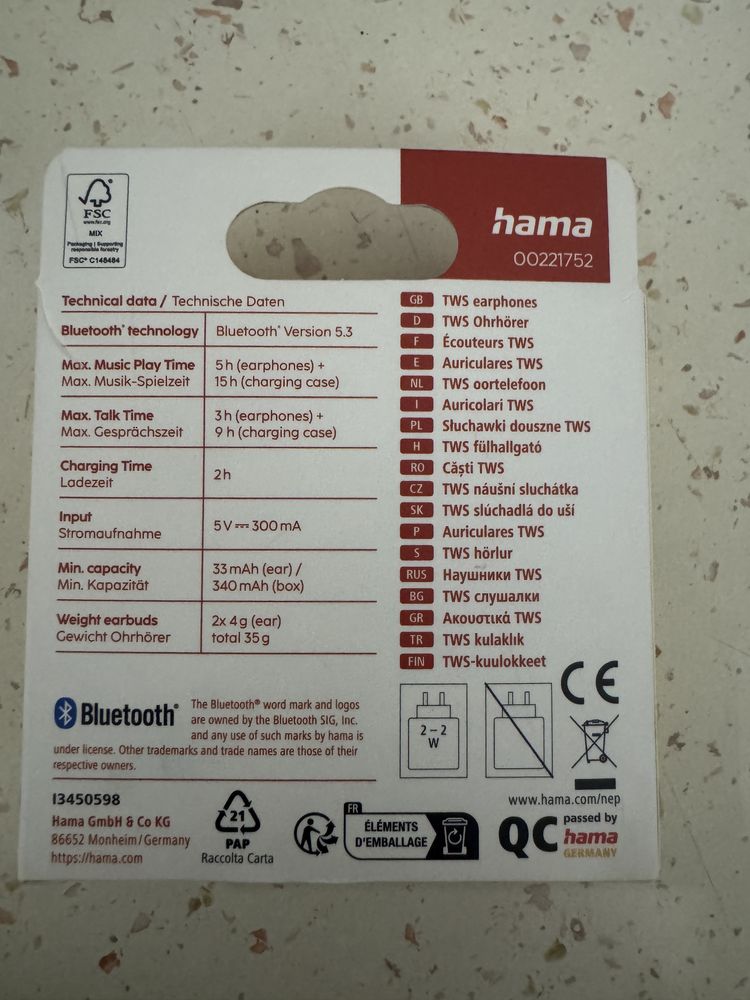 FSC
www.fsc.org
MIX
Packaging | Supporting
responsible forestry
FSC® C148484
hama
00221752
Technical data / Technische Daten
Bluetooth® technology Bluetooth® Version 5.3
Max. Music Play Time 5 h (earphones) +
Max. Musik-Spielzeit 15 h (charging case)
Max. Talk Time 3 h (earphones) +
Max. Gesprächszeit 9 h (charging case)
Charging Time
Ladezeit
2 h
Input
Stromaufnahme
5 V ⎓ 300 mA
Min. capacity 33 mAh (ear) /
Min. Kapazität 340 mAh (box)
Weight earbuds 2x 4 g (ear)
Gewicht Ohrhörer total 35 g
GB TWS earphones
D TWS Ohrhörer
F Écouteurs TWS
E Auriculares TWS
NL TWS oortelefoon
I Auricolari TWS
PL Słuchawki douszne TWS
H TWS fülhallgató
RO Căști TWS
CZ TWS náušní sluchátka
SK TWS slúchadlá do uší
P Auriculares TWS
S TWS hörlur
RUS Наушники TWS
BG TWS слушалки
GR Ακουστικά TWS
TR TWS kulaklık
FIN TWS-kuulokkeet
Bluetooth®
The Bluetooth® word mark and logos
are owned by the Bluetooth SIG, Inc.
and any use of such marks by hama is
under license. Other trademarks and trade names are those of their
respective owners.
2 – 2
W
CE
www.hama.com/nep
I3450598
Hama GmbH & Co KG
86652 Monheim/Germany
https://hama.com
21
PAP
Raccolta Carta
FR
ÉLÉMENTS
D'EMBALLAGE
QC passed by
hama
GERMANY